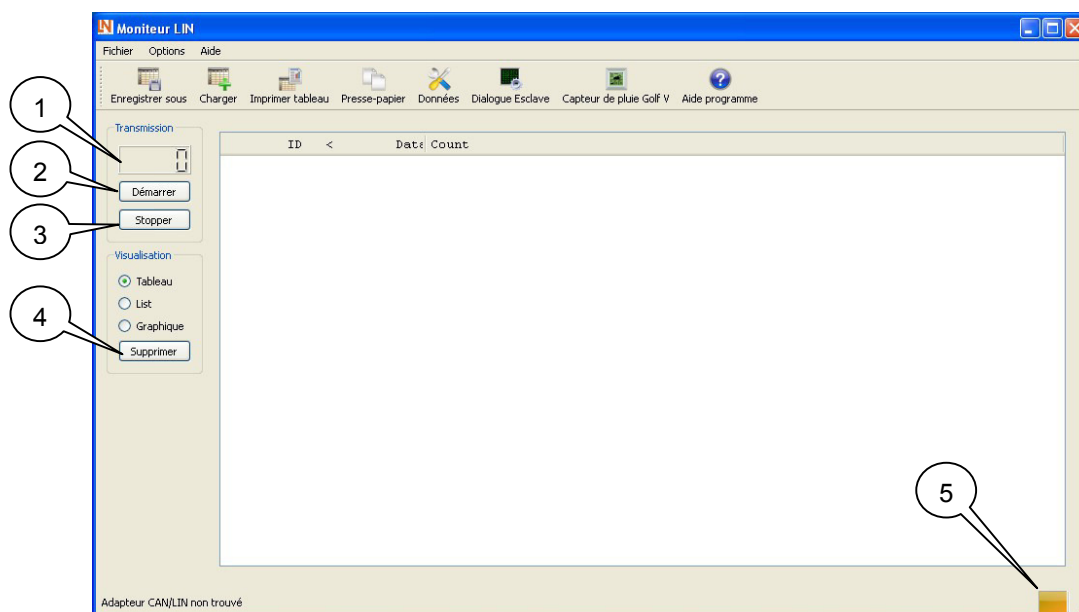 Moniteur LIN
Fichier Options Aide
Enregistrer sous Charger Imprimer tableau Presse-papier Données Dialogue Esclave Capteur de pluie Golf V Aide programme
1
Transmission
0
ID < Data Count
2
Démarrer
3
Stopper
Visualisation
Tableau
List
4
Graphique
Supprimer
5
Adapteur CAN/LIN non trouvé